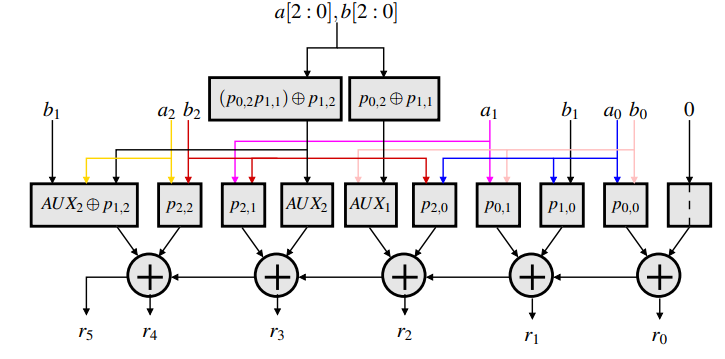 a[2 : 0], b[2 : 0]
(p₀,₂p₁,₁) ⊕ p₁,₂ p₀,₂ ⊕ p₁,₁
b₁ a₂ b₂ a₁ b₁ a₀ b₀ 0
AUX₂ ⊕ p₁,₂ p₂,₂ p₂,₁ AUX₂ AUX₁ p₂,₀ p₀,₁ p₁,₀ p₀,₀
+ + + + +
r₅ r₄ r₃ r₂ r₁ r₀